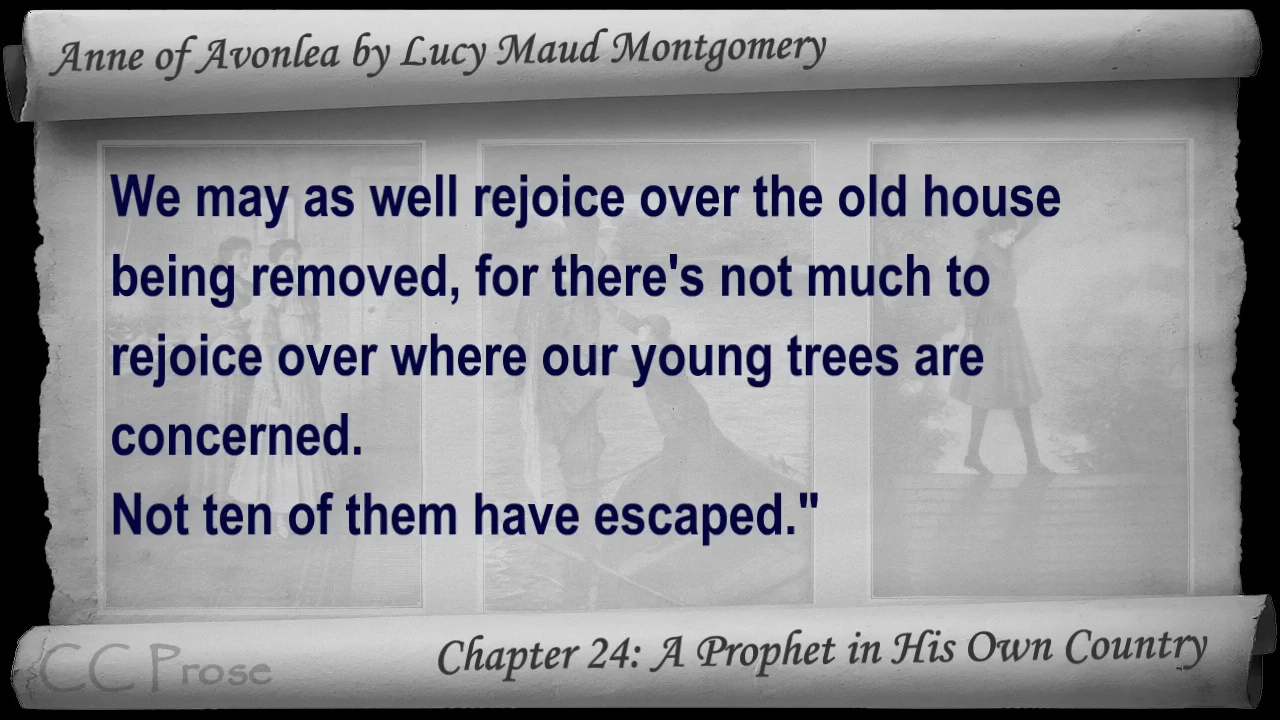 Anne of Avonlea by Lucy Maud Montgomery
We may as well rejoice over the old house
being removed, for there's not much to
rejoice over where our young trees are
concerned.
Not ten of them have escaped."
Chapter 24: A Prophet in His Own Country
CC Prose